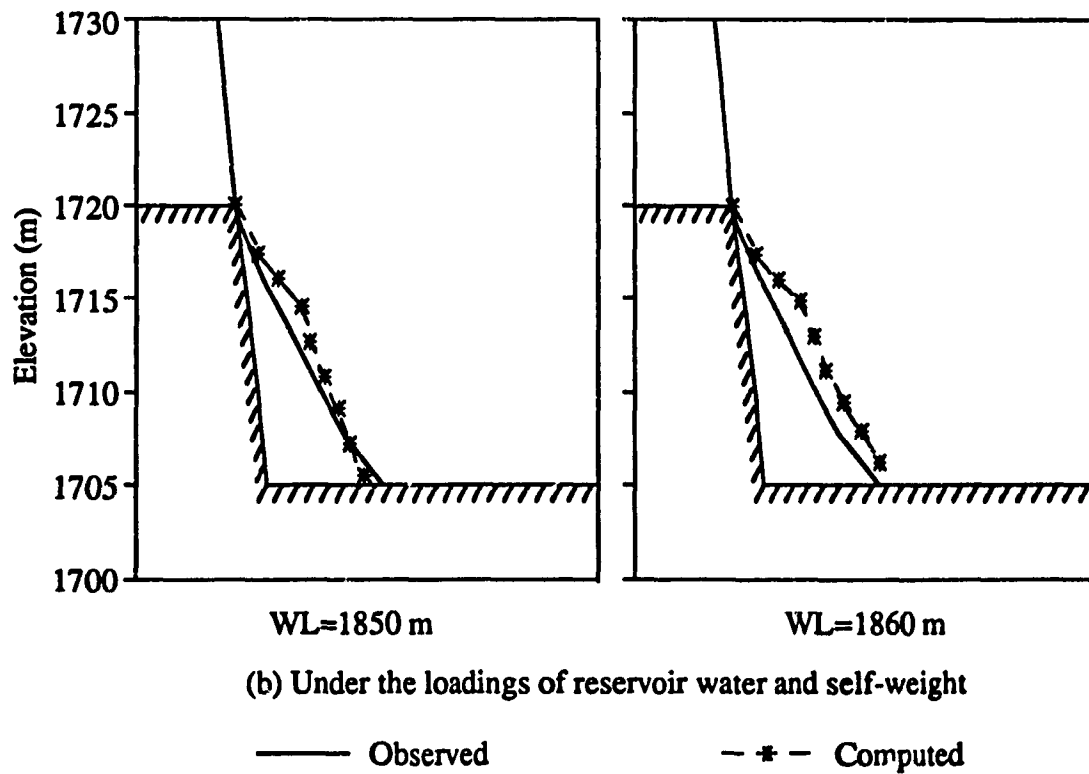 1730
1725
1720
1715
1710
1705
1700
Elevation (m)
WL=1850 m
WL=1860 m
(b) Under the loadings of reservoir water and self-weight
Observed
Computed